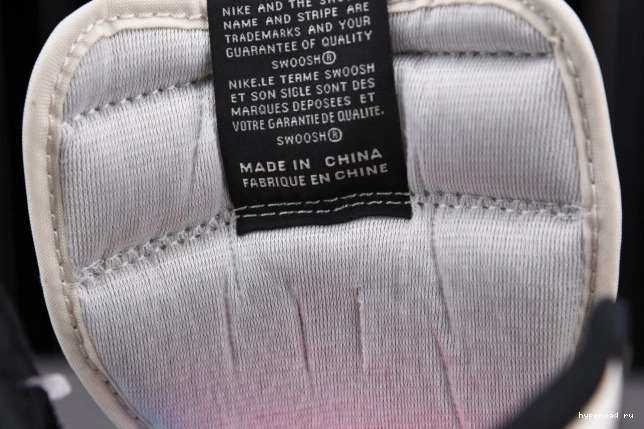 NIKE AND THE
NAME AND STRIPE ARE
TRADEMARKS AND YOUR
GUARANTEE OF QUALITY
SWOOSH®
NIKE.LE TERME SWOOSH
ET SON SIGLE SONT DES
MARQUES DEPOSEES ET
VOTRE GARANTIE DE QUALITE.
SWOOSH®
MADE IN CHINA
FABRIQUE EN CHINE
hyperwad ru